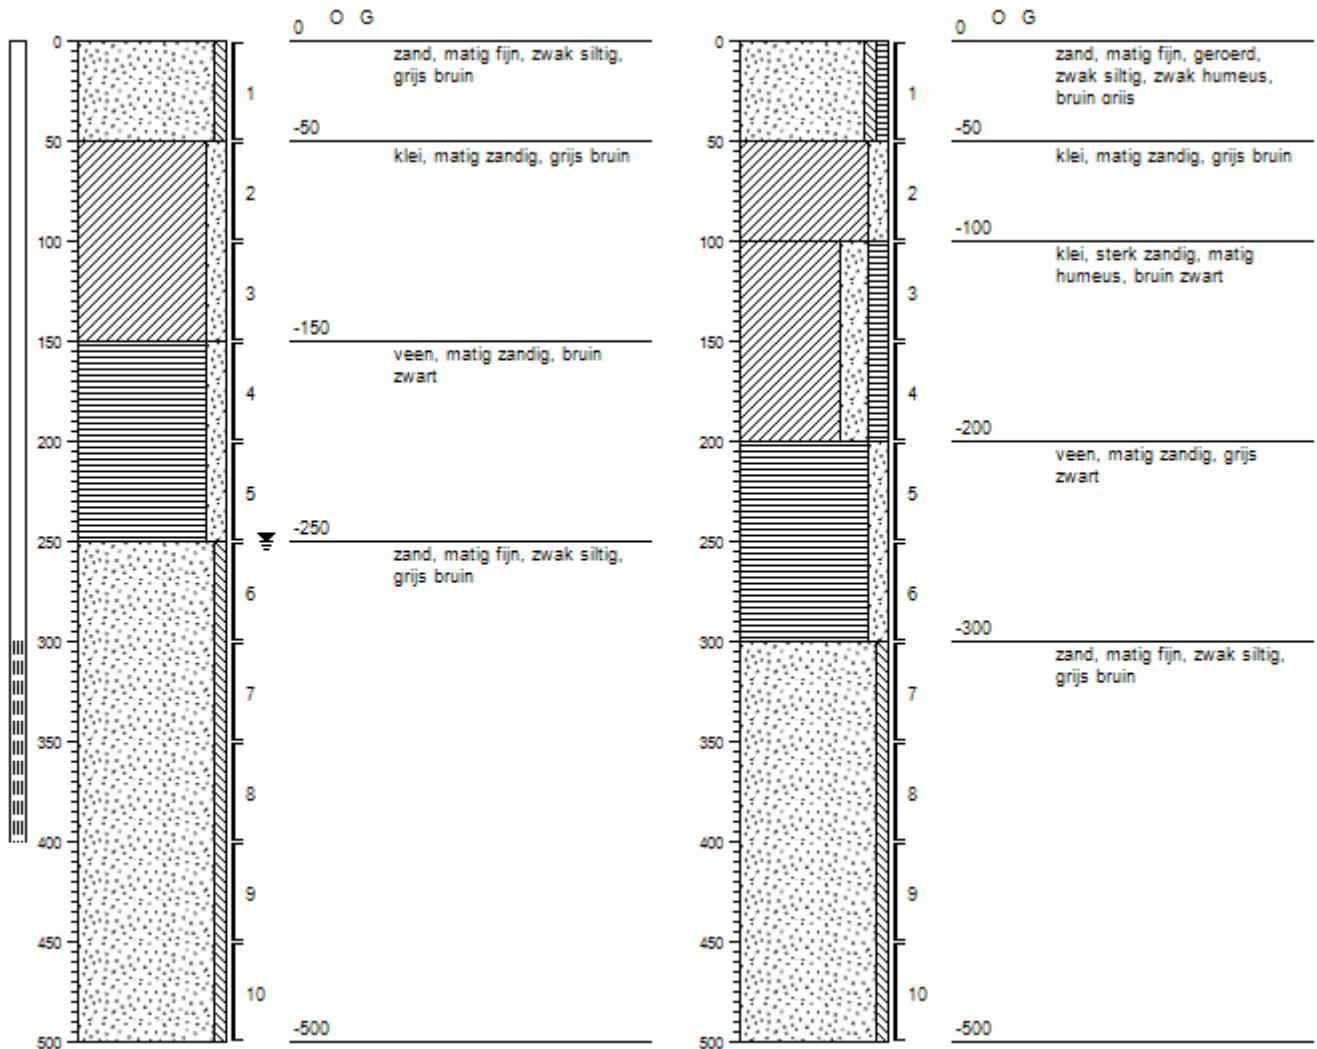 0 O G
0
zand, matig fijn, zwak siltig,
grijs bruin
1
-50
50
klei, matig zandig, grijs bruin
2
100
3
-150
150
veen, matig zandig, bruin
zwart
4
200
5
-250
250
zand, matig fijn, zwak siltig,
grijs bruin
6
300
7
350
8
400
9
450
10
-500
500
0 O G
0
zand, matig fijn, geroerd,
zwak siltig, zwak humeus,
bruin griis
1
-50
50
klei, matig zandig, grijs bruin
2
-100
100
klei, sterk zandig, matig
humeus, bruin zwart
3
150
4
-200
200
veen, matig zandig, grijs
zwart
5
250
6
-300
300
zand, matig fijn, zwak siltig,
grijs bruin
7
350
8
400
9
450
10
-500
500